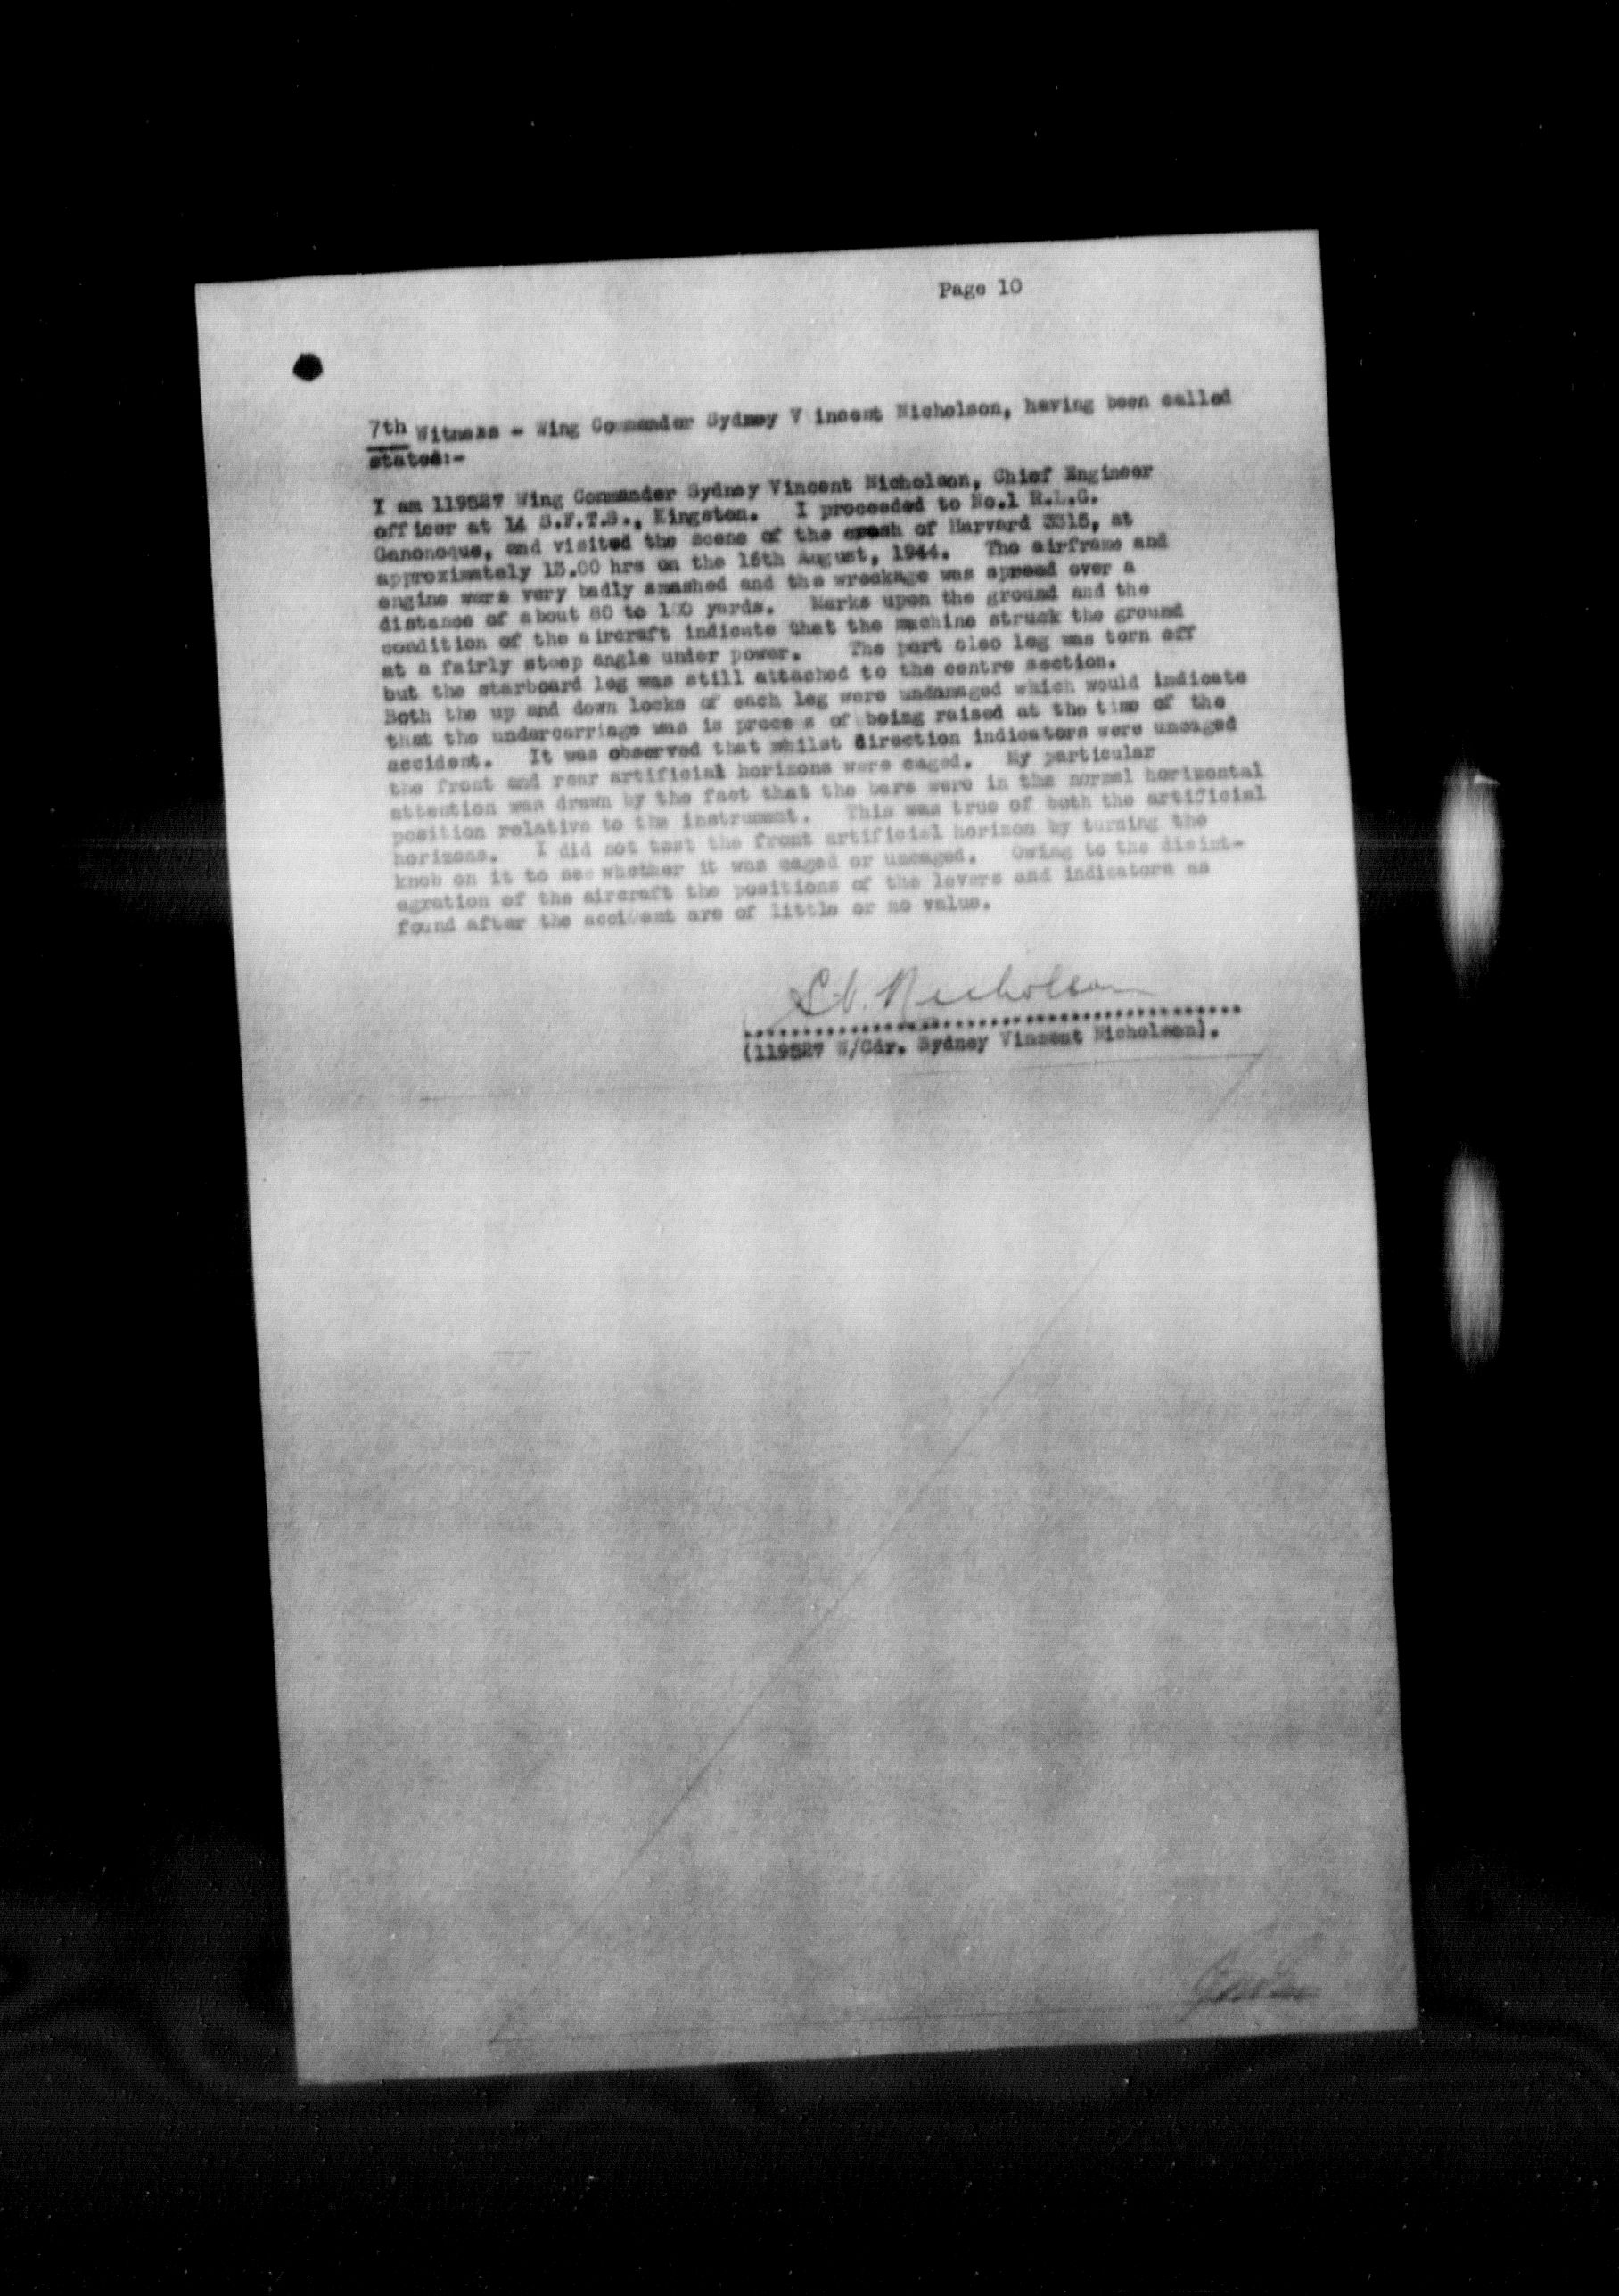 Page 10
7th Witness - Wing Commander Sydney V incent Nicholson, having been called
stated:-
I am 119527 Wing Commander Sydney Vincent Nicholson, Chief Engineer
officer at 14 S.F.T.S., Kingston. I proceeded to No.1 R.L.G.
Gananoque, and visited the scene of the crash of Harvard 3315, at
approximately 13.00 hrs on the 15th August, 1944. The airframe and
engine were very badly smashed and the wreckage was spread over a
distance of about 80 to 100 yards. Marks upon the ground and the
condition of the aircraft indicate that the machine struck the ground
at a fairly steep angle under power. The port oleo leg was torn off
but the starboard leg was still attached to the centre section.
Both the up and down locks of each leg were undamaged which would indicate
that the undercarriage was is process of being raised at the time of the
accident. It was observed that whilst direction indicators were uncaged
the front and rear artificial horizons were caged. My particular
attention was drawn by the fact that the bars were in the normal horizontal
position relative to the instrument. This was true of both the artificial
horizons. I did not test the front artificial horizon by turning the
knob on it to see whether it was caged or uncaged. Owing to the disint-
egration of the aircraft the positions of the levers and indicators as
found after the accident are of little or no value.
S.V. Nicholson
(119527 W/Cdr. Sydney Vincent Nicholson).